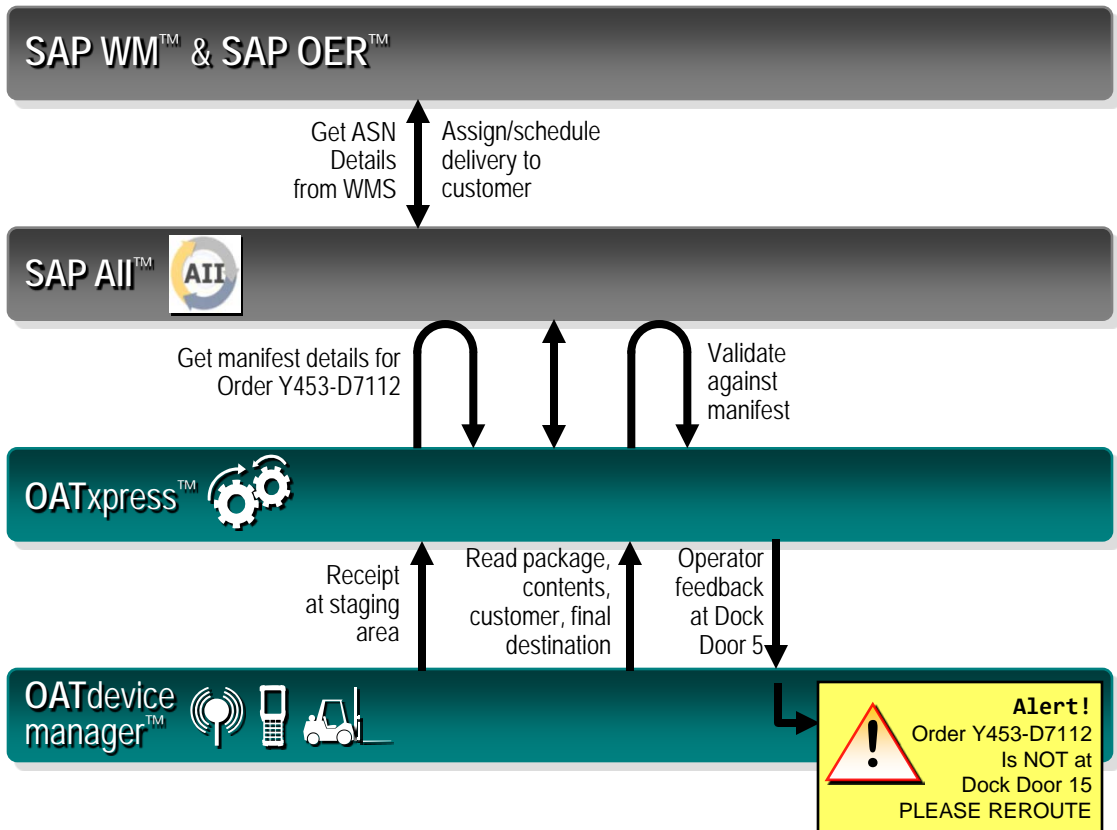 SAP WM™ & SAP OER™
Get ASN
Details
from WMS
Assign/schedule
delivery to
customer
SAP AII™
AII
Get manifest details for
Order Y453-D7112
Validate
against
manifest
OATxpress™
Receipt
at staging
area
Read package,
contents,
customer, final
destination
Operator
feedback
at Dock
Door 5
OATdevice
manager™
Alert!
Order Y453-D7112
Is NOT at
Dock Door 15
PLEASE REROUTE